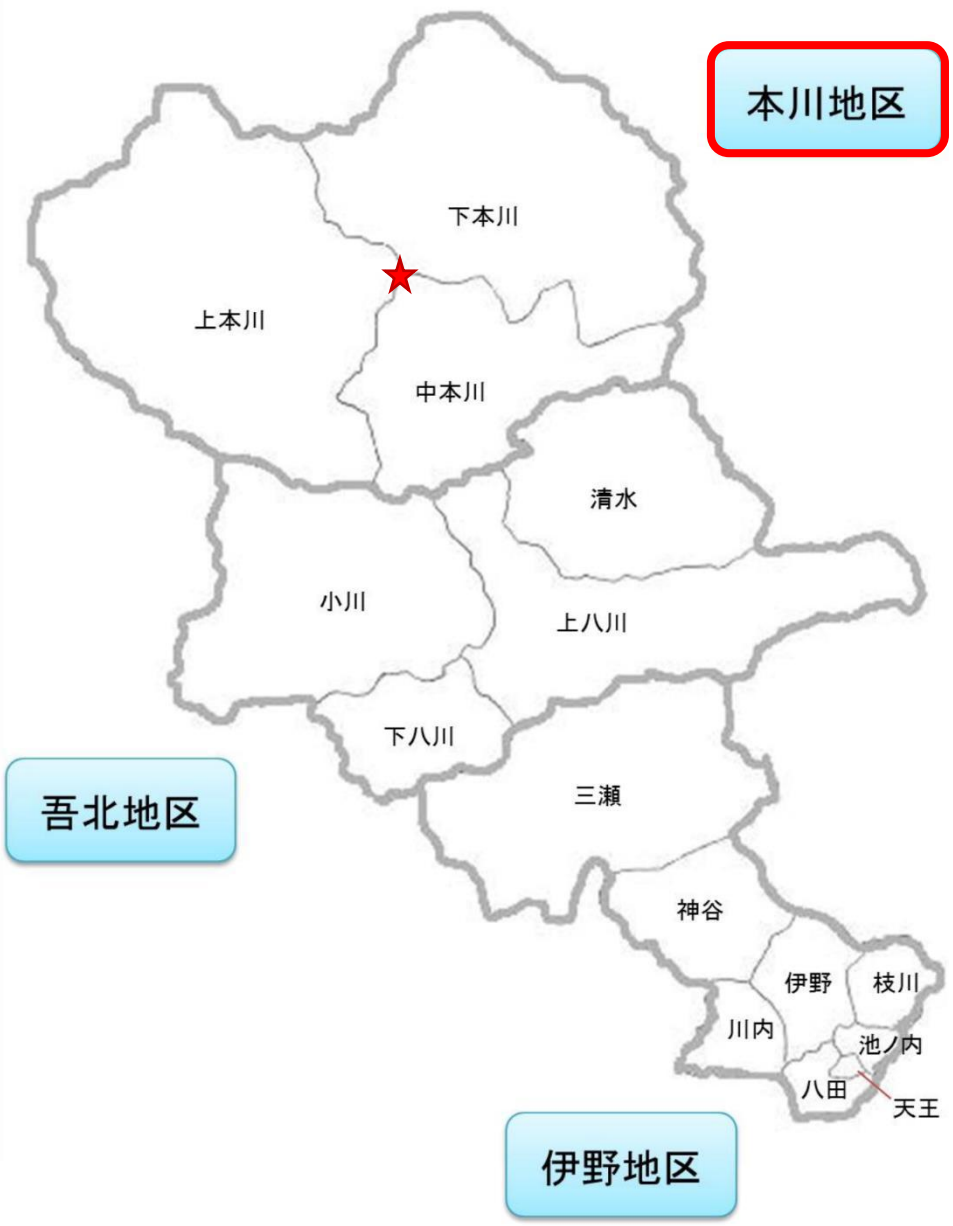 本川地区
下本川
上本川
中本川
清水
小川
上八川
下八川
吾北地区
三瀬
神谷
伊野
枝川
川内
池ノ内
八田
天王
伊野地区